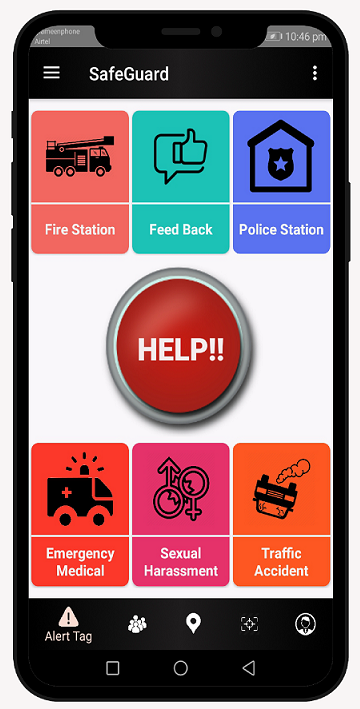 Airtel
10:46 pm
SafeGuard
Fire Station
Feed Back
Police Station
HELP!!
Emergency
Medical
Sexual
Harassment
Traffic
Accident
Alert Tag